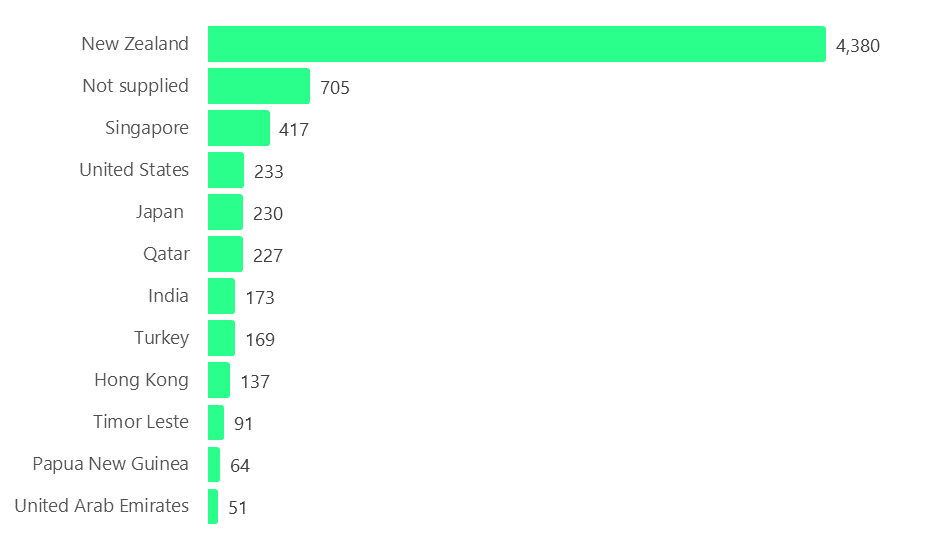 New Zealand 4,380
Not supplied 705
Singapore 417
United States 233
Japan 230
Qatar 227
India 173
Turkey 169
Hong Kong 137
Timor Leste 91
Papua New Guinea 64
United Arab Emirates 51